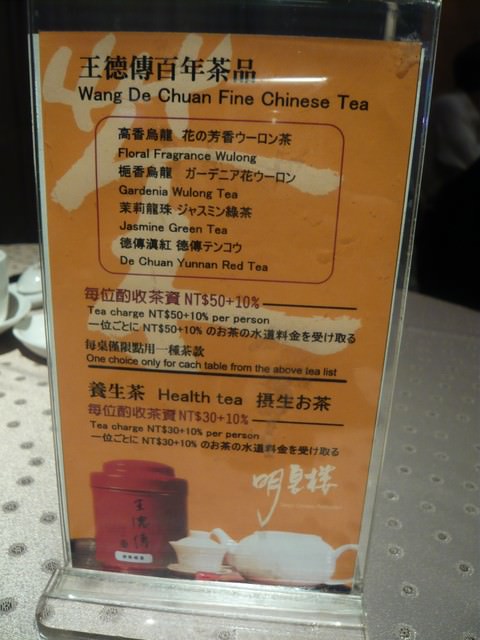 王德傳百年茶品
Wang De Chuan Fine Chinese Tea
高香烏龍 花の芳香ウーロン茶
Floral Fragrance Wulong
梔香烏龍 ガーデニア花ウーロン
Gardenia Wulong Tea
茉莉龍珠 ジャスミン綠茶
Jasmine Green Tea
德傳滇紅 德傳テンコウ
De Chuan Yunnan Red Tea
每位酌收茶資 NT$50+10%
Tea charge NT$50+10% per person
一位ごとに NT$50+10% のお茶の水道料金を受け取る
每桌僅限點用一種茶款
One choice only for each table from the above tea list
養生茶 Health tea 摂生お茶
每位酌收茶資 NT$30+10%
Tea charge NT$30+10% per person
一位ごとに NT$30+10% のお茶の水道料金を受け取る
明皇樓
王德傳